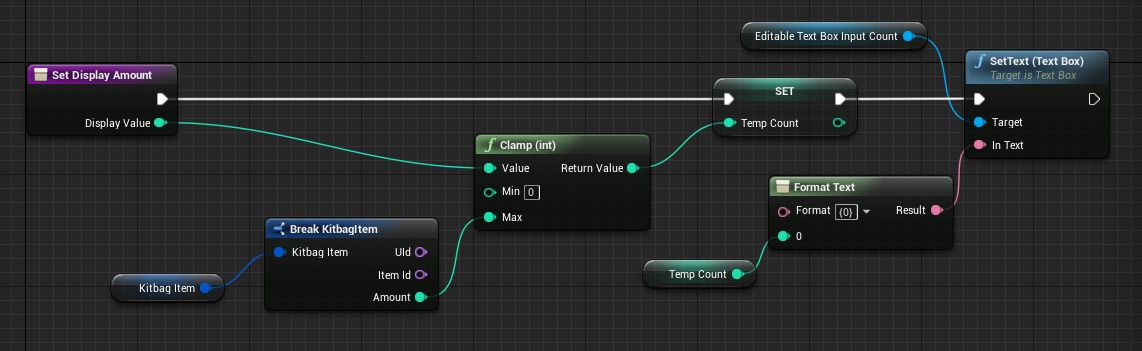 Set Display Amount
Display Value
Kitbag Item
Break KitbagItem
Kitbag Item
UId
Item Id
Amount
Clamp (int)
Value
Return Value
Min 0
Max
SET
Temp Count
Editable Text Box Input Count
Temp Count
Format Text
Format {0}
Result
0
f SetText (Text Box)
Target is Text Box
Target
In Text